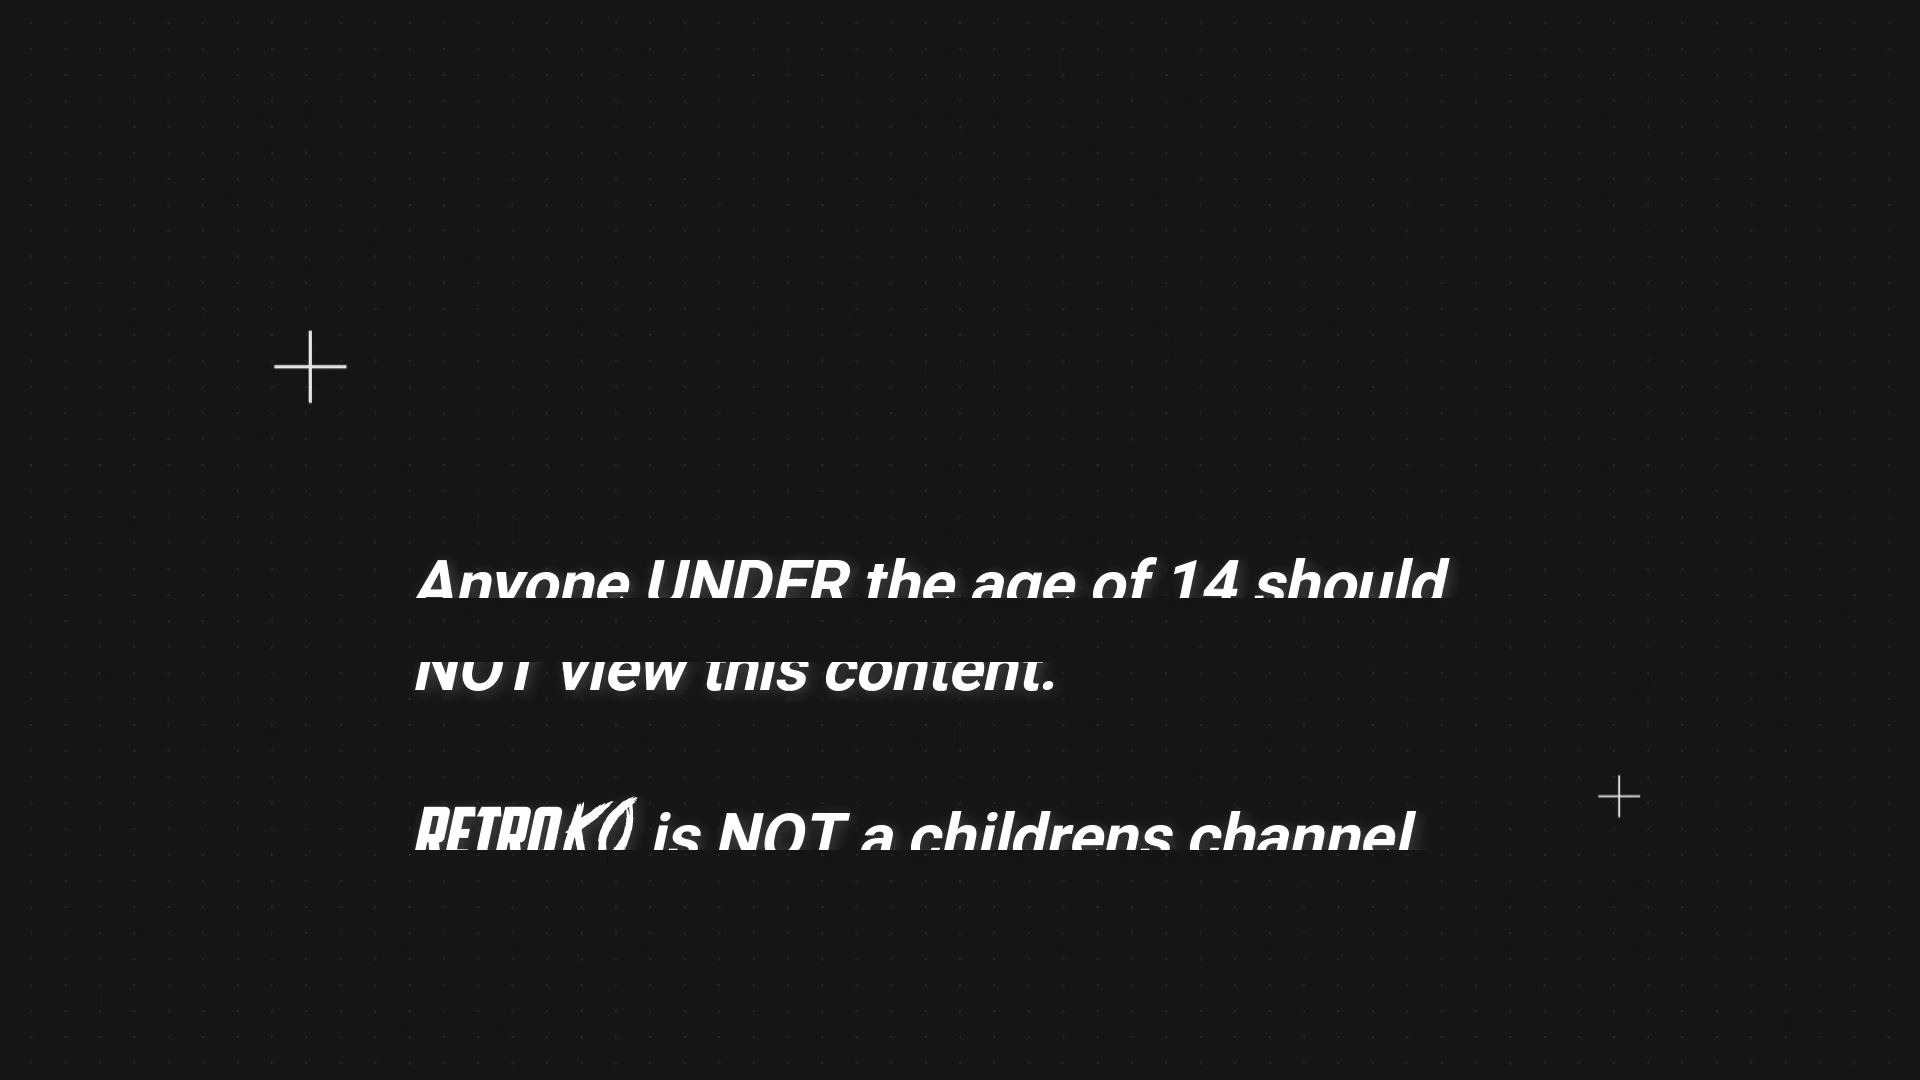 Anyone UNDER the age of 14 should
NOT view this content.
RETROKO is NOT a childrens channel